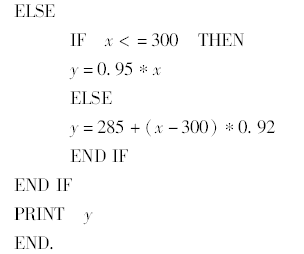 ELSE
IF x < = 300 THEN
y = 0. 95 * x
ELSE
y = 285 + ( x - 300 ) * 0. 92
END IF
END IF
PRINT y
END.